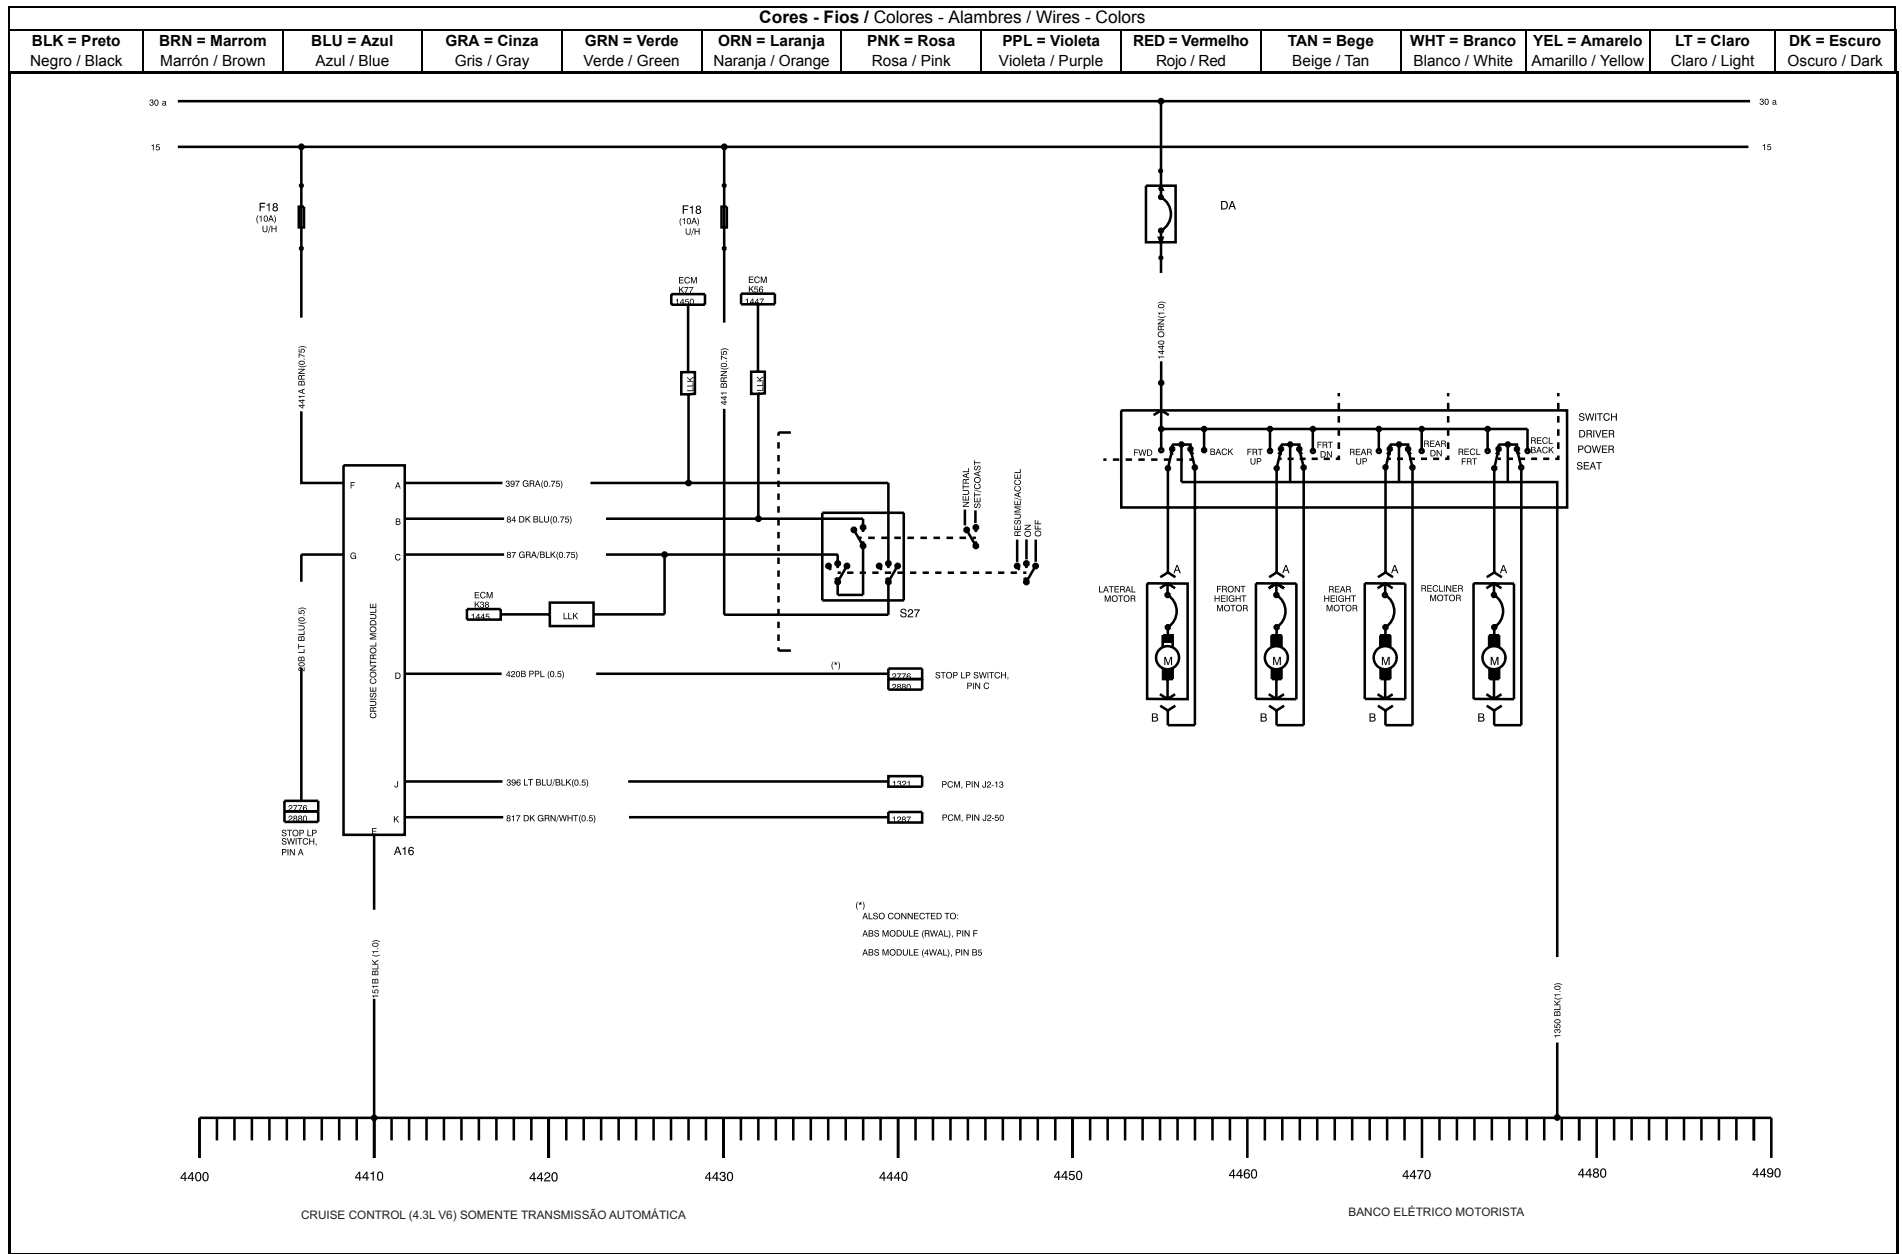 Cores - Fios / Colores - Alambres / Wires - Colors
BLK = Preto
Negro / Black
BRN = Marrom
Marrón / Brown
BLU = Azul
Azul / Blue
GRA = Cinza
Gris / Gray
GRN = Verde
Verde / Green
ORN = Laranja
Naranja / Orange
PNK = Rosa
Rosa / Pink
PPL = Violeta
Violeta / Purple
RED = Vermelho
Rojo / Red
TAN = Bege
Beige / Tan
WHT = Branco
Blanco / White
YEL = Amarelo
Amarillo / Yellow
LT = Claro
Claro / Light
DK = Escuro
Oscuro / Dark
30 a
30 a
15
15
F18
(10A)
U/H
F18
(10A)
U/H
DA
ECM
K77
1450
ECM
K56
1447
LLK
LLK
441A BRN(0.75)
441 BRN(0.75)
1440 ORN(1.0)
SWITCH
DRIVER
POWER
SEAT
FWD
BACK
FRT
UP
FRT
DN
REAR
UP
REAR
DN
RECL
FRT
RECL
BACK
NEUTRAL
SET/COAST
RESUME/ACCEL
ON
OFF
F
A
397 GRA(0.75)
B
84 DK BLU(0.75)
G
C
87 GRA/BLK(0.75)
ECM
K38
1445
LLK
S27
CRUISE CONTROL MODULE
20B LT BLU(0.5)
D
420B PPL (0.5)
(*)
2776
2880
STOP LP SWITCH,
PIN C
J
396 LT BLU/BLK(0.5)
1321
PCM, PIN J2-13
K
817 DK GRN/WHT(0.5)
1287
PCM, PIN J2-50
2776
2880
STOP LP
SWITCH,
PIN A
E
A16
A
A
A
A
LATERAL
MOTOR
FRONT
HEIGHT
MOTOR
REAR
HEIGHT
MOTOR
RECLINER
MOTOR
M
M
M
M
B
B
B
B
(*)
ALSO CONNECTED TO:
ABS MODULE (RWAL), PIN F
ABS MODULE (4WAL), PIN B5
151B BLK (1.0)
1350 BLK(1.0)
4400
4410
4420
4430
4440
4450
4460
4470
4480
4490
CRUISE CONTROL (4.3L V6) SOMENTE TRANSMISSÃO AUTOMÁTICA
BANCO ELÉTRICO MOTORISTA